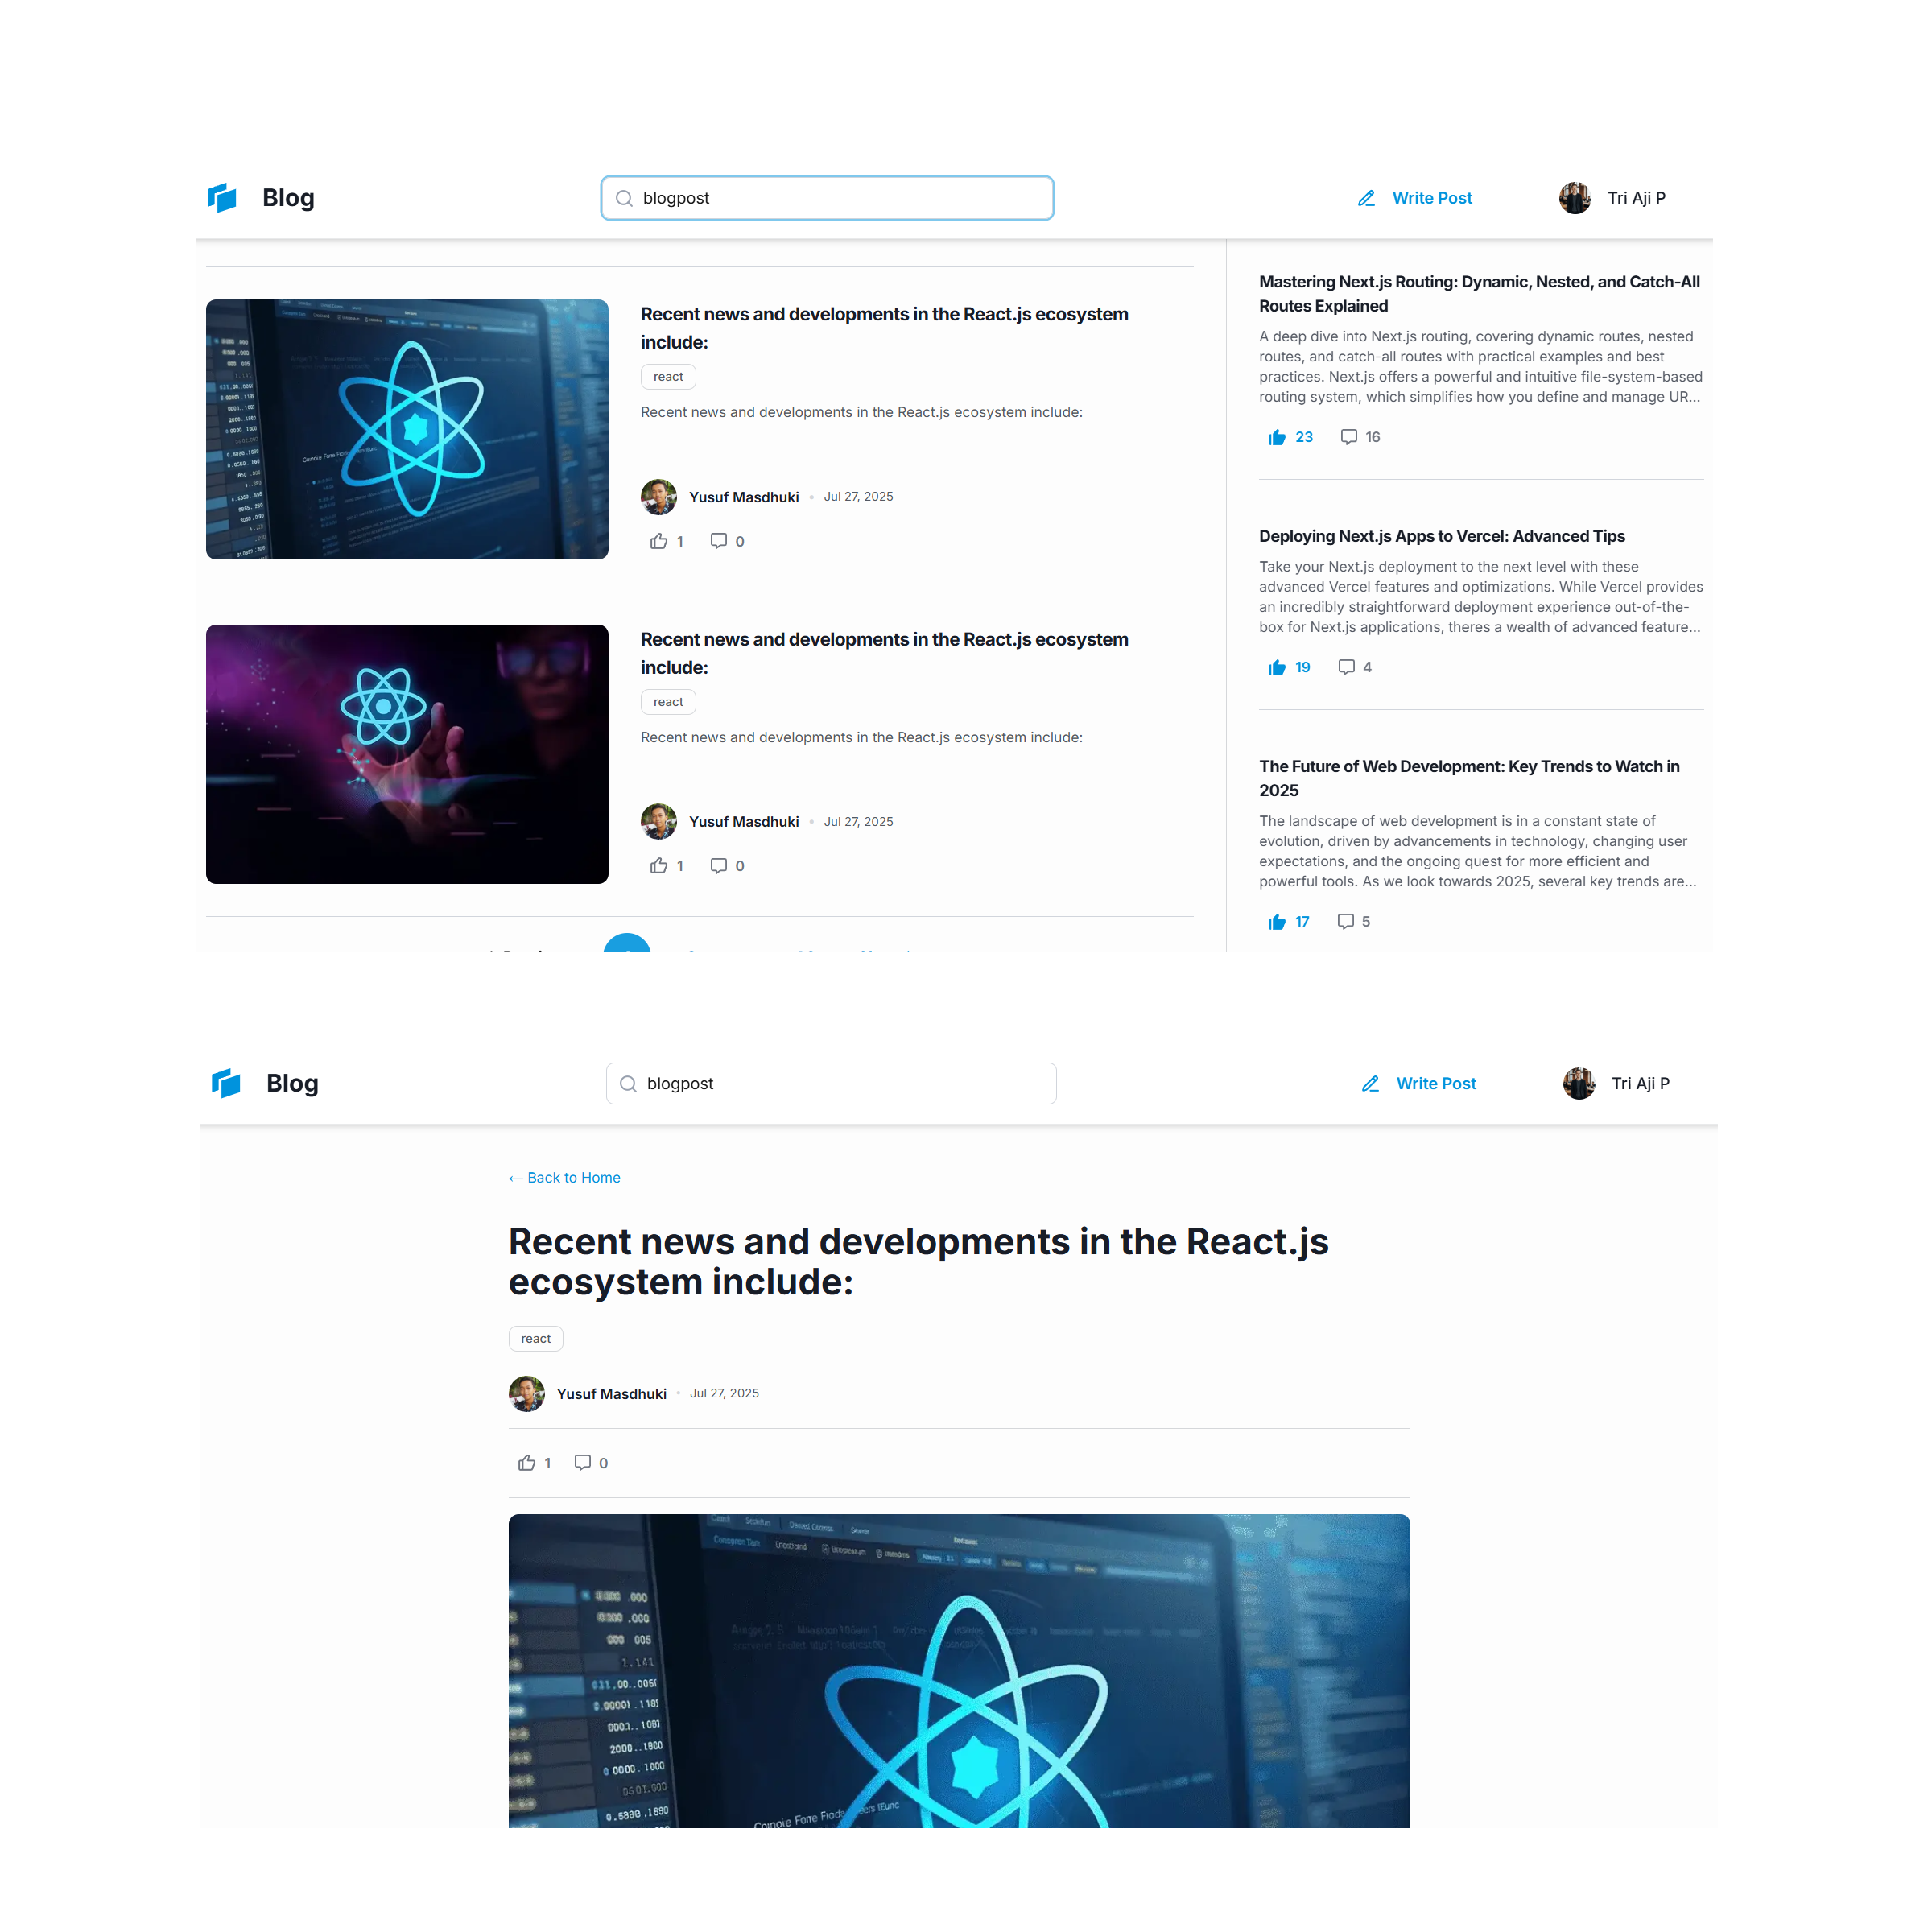 Blog
blogpost
Write Post
Tri Aji P
Recent news and developments in the React.js ecosystem
include:
react
Recent news and developments in the React.js ecosystem include:
Yusuf Masdhuki • Jul 27, 2025
1 0
Recent news and developments in the React.js ecosystem
include:
react
Recent news and developments in the React.js ecosystem include:
Yusuf Masdhuki • Jul 27, 2025
1 0
Mastering Next.js Routing: Dynamic, Nested, and Catch-All
Routes Explained
A deep dive into Next.js routing, covering dynamic routes, nested
routes, and catch-all routes with practical examples and best
practices. Next.js offers a powerful and intuitive file-system-based
routing system, which simplifies how you define and manage UR...
23 16
Deploying Next.js Apps to Vercel: Advanced Tips
Take your Next.js deployment to the next level with these
advanced Vercel features and optimizations. While Vercel provides
an incredibly straightforward deployment experience out-of-the-
box for Next.js applications, theres a wealth of advanced feature...
19 4
The Future of Web Development: Key Trends to Watch in
2025
The landscape of web development is in a constant state of
evolution, driven by advancements in technology, changing user
expectations, and the ongoing quest for more efficient and
powerful tools. As we look towards 2025, several key trends are...
17 5
Blog
blogpost
Write Post
Tri Aji P
← Back to Home
Recent news and developments in the React.js
ecosystem include:
react
Yusuf Masdhuki • Jul 27, 2025
1 0